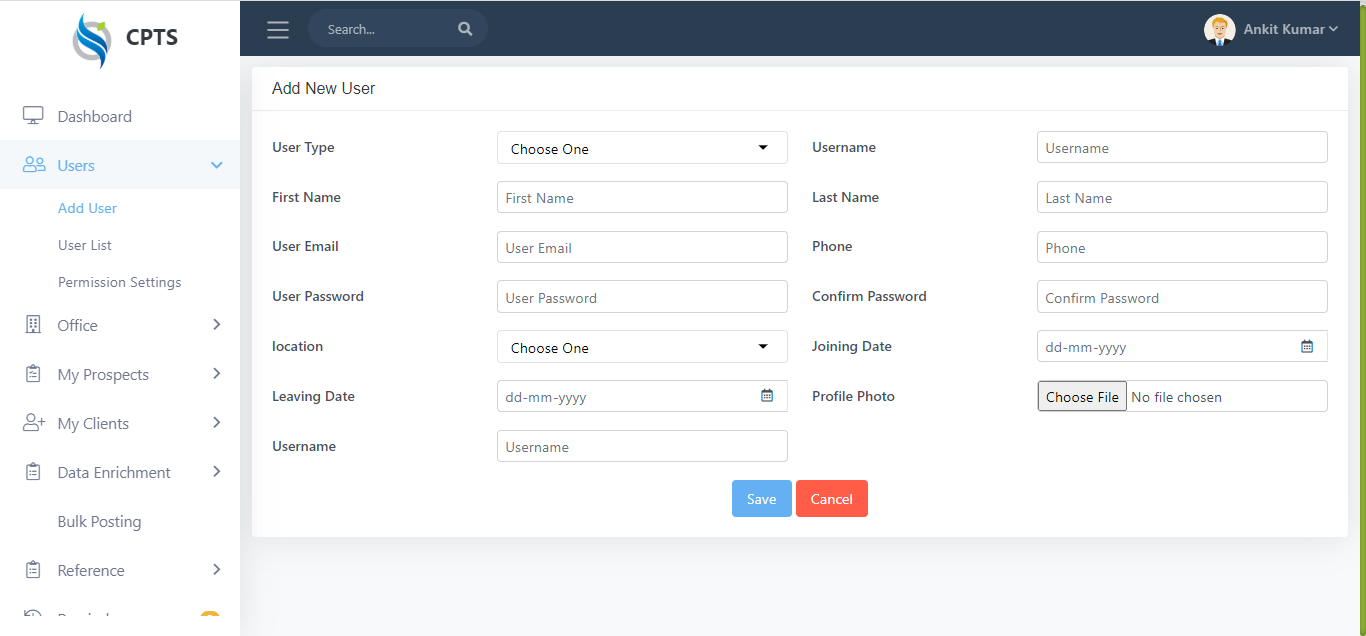 CPTS
Search...
Ankit Kumar
Dashboard
Users
Add User
User List
Permission Settings
Office
My Prospects
My Clients
Data Enrichment
Bulk Posting
Reference
Add New User
User Type Choose One Username Username
First Name First Name Last Name Last Name
User Email User Email Phone Phone
User Password User Password Confirm Password Confirm Password
location Choose One Joining Date dd-mm-yyyy
Leaving Date dd-mm-yyyy Profile Photo Choose File No file chosen
Username Username
Save Cancel